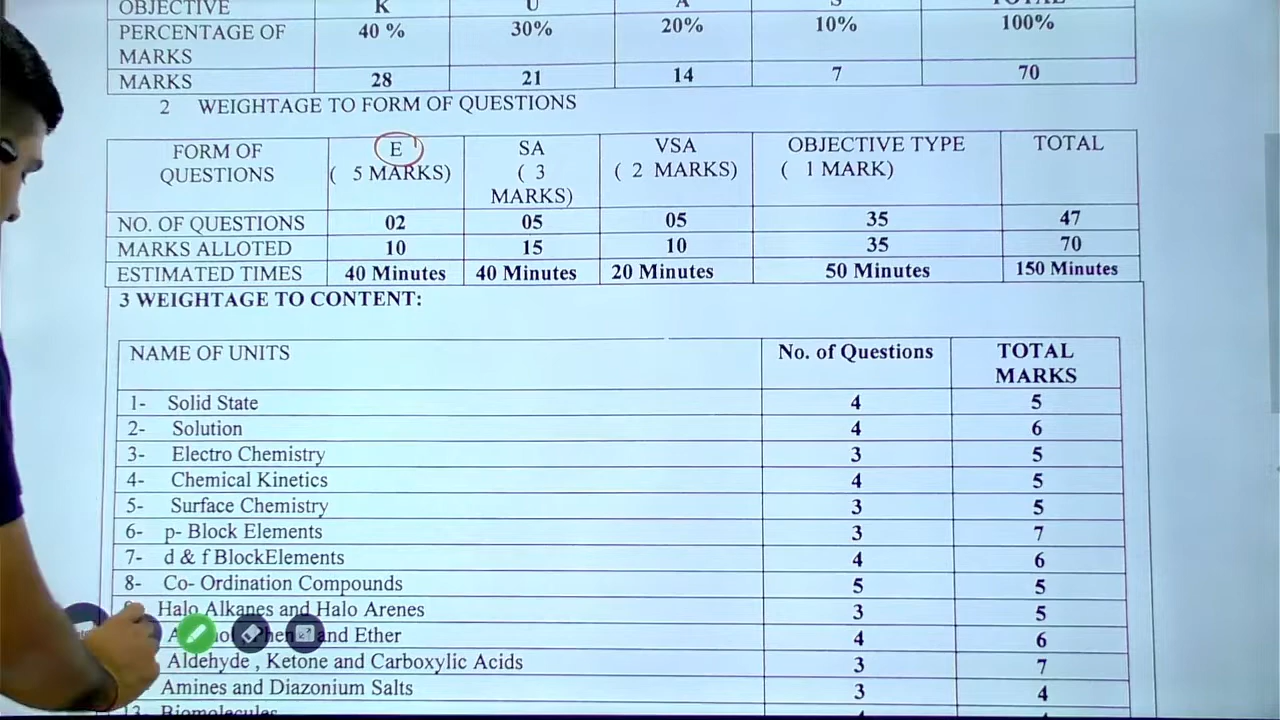 OBJECTIVE K U A S TOTAL
PERCENTAGE OF MARKS 40 % 30% 20% 10% 100%
MARKS 28 21 14 7 70
2 WEIGHTAGE TO FORM OF QUESTIONS
FORM OF QUESTIONS E ( 5 MARKS) SA ( 3 MARKS) VSA ( 2 MARKS) OBJECTIVE TYPE ( 1 MARK) TOTAL
NO. OF QUESTIONS 02 05 05 35 47
MARKS ALLOTED 10 15 10 35 70
ESTIMATED TIMES 40 Minutes 40 Minutes 20 Minutes 50 Minutes 150 Minutes
3 WEIGHTAGE TO CONTENT:
NAME OF UNITS No. of Questions TOTAL MARKS
1- Solid State 4 5
2- Solution 4 6
3- Electro Chemistry 3 5
4- Chemical Kinetics 4 5
5- Surface Chemistry 3 5
6- p- Block Elements 3 7
7- d & f BlockElements 4 6
8- Co- Ordination Compounds 5 5
Halo Alkanes and Halo Arenes 3 5
and Ether 4 6
Aldehyde , Ketone and Carboxylic Acids 3 7
Amines and Diazonium Salts 3 4
13- Biomolecules